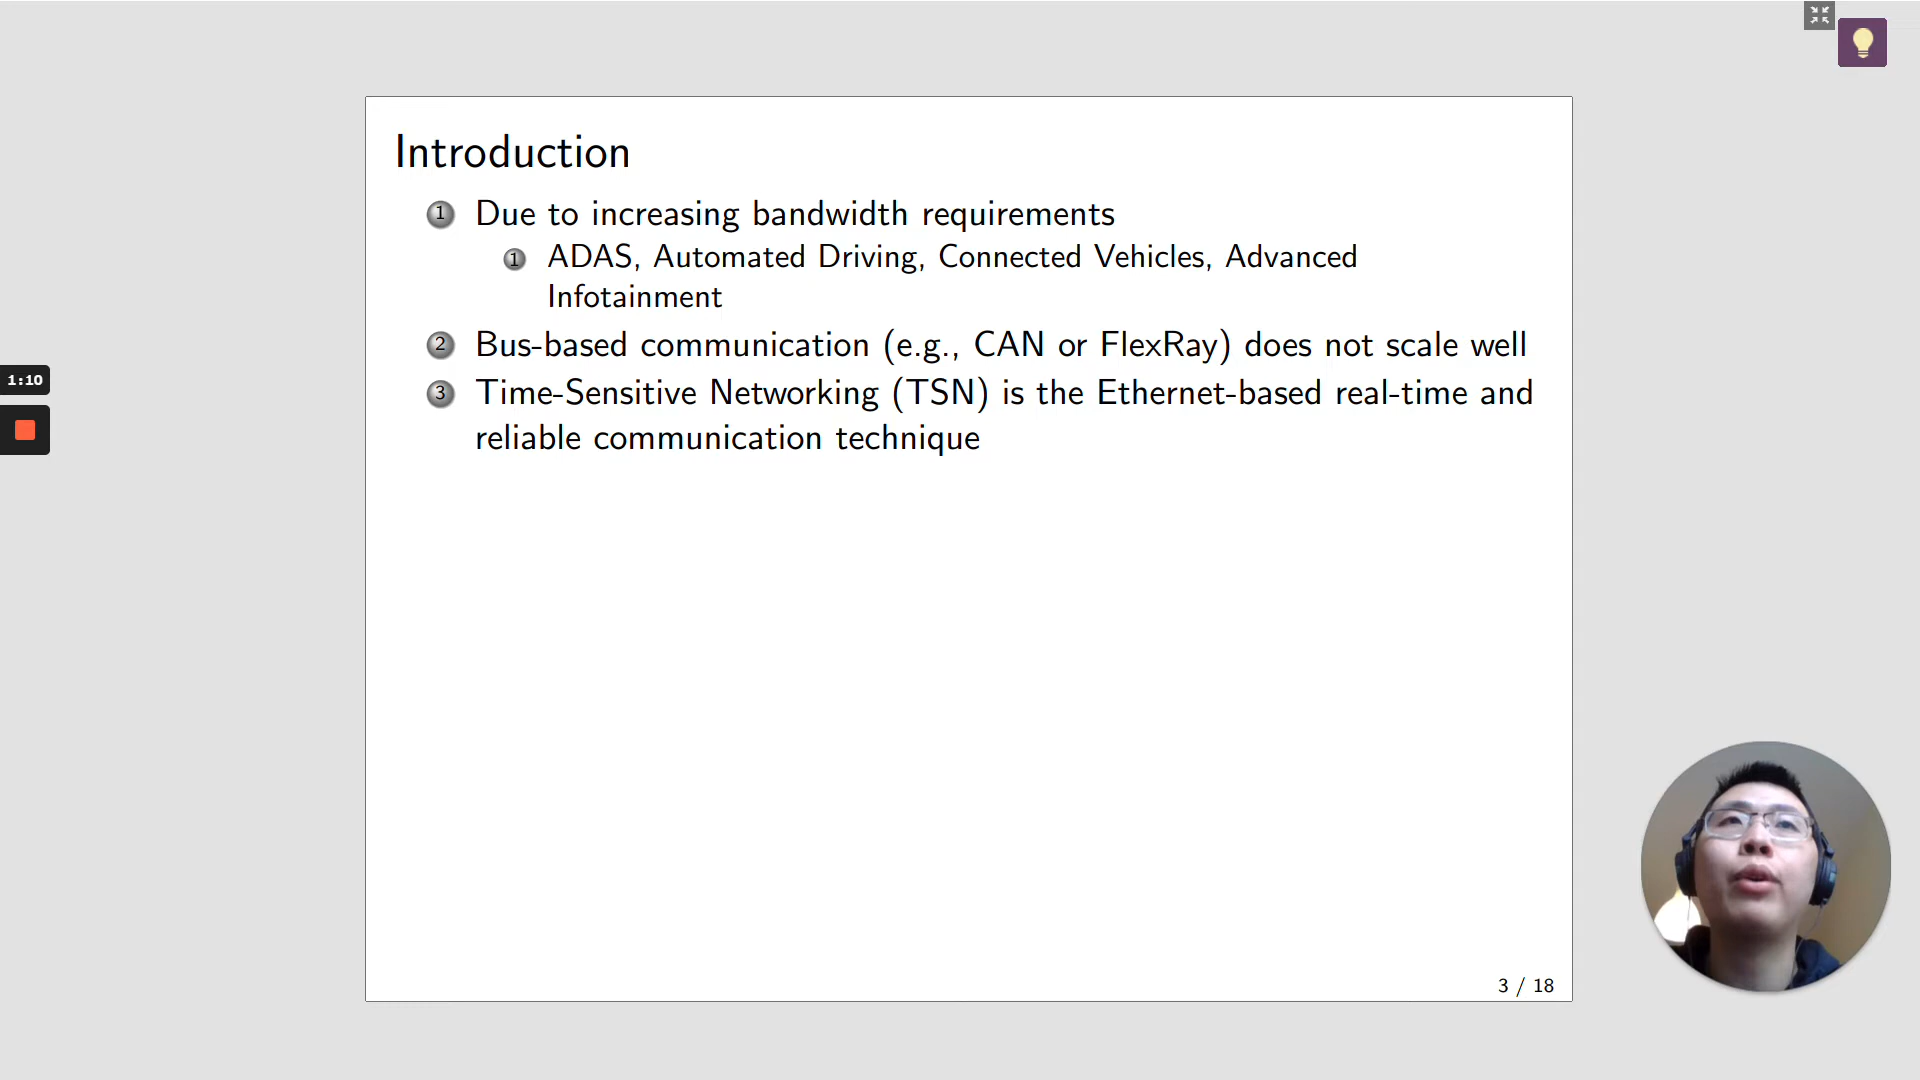 Introduction
1 Due to increasing bandwidth requirements
1 ADAS, Automated Driving, Connected Vehicles, Advanced
Infotainment
2 Bus-based communication (e.g., CAN or FlexRay) does not scale well
1:10
3 Time-Sensitive Networking (TSN) is the Ethernet-based real-time and
reliable communication technique
3 / 18